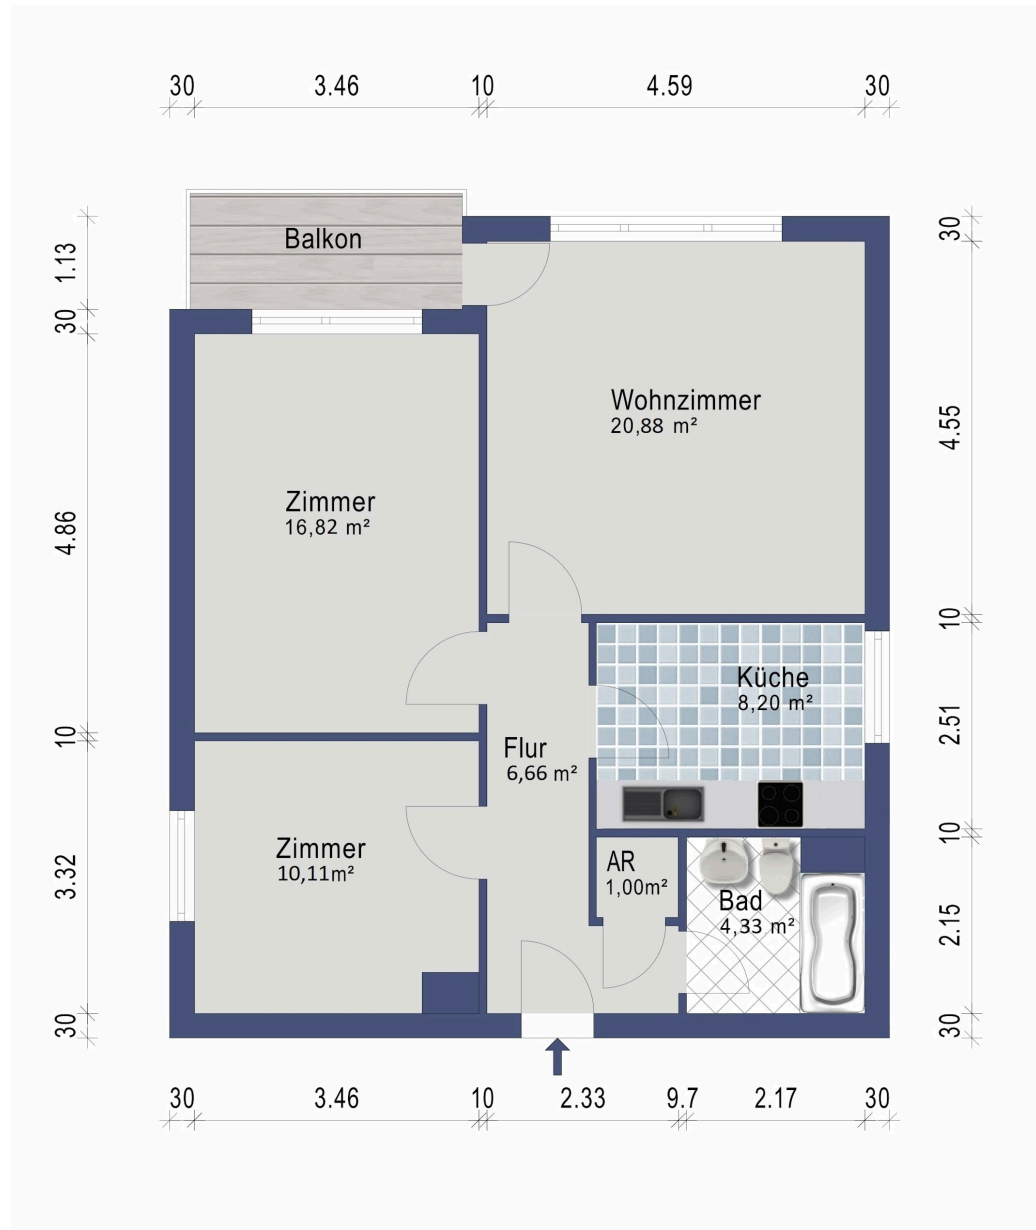 30 3.46 10 4.59 30
Balkon
1.13
30
4.86
10
3.32
30
Wohnzimmer
20,88 m²
Zimmer
16,82 m²
Küche
8,20 m²
Flur
6,66 m²
Zimmer
10,11m²
AR
1,00m²
Bad
4,33 m²
30
4.55
10
2.51
10
2.15
30
30 3.46 10 2.33 9.7 2.17 30